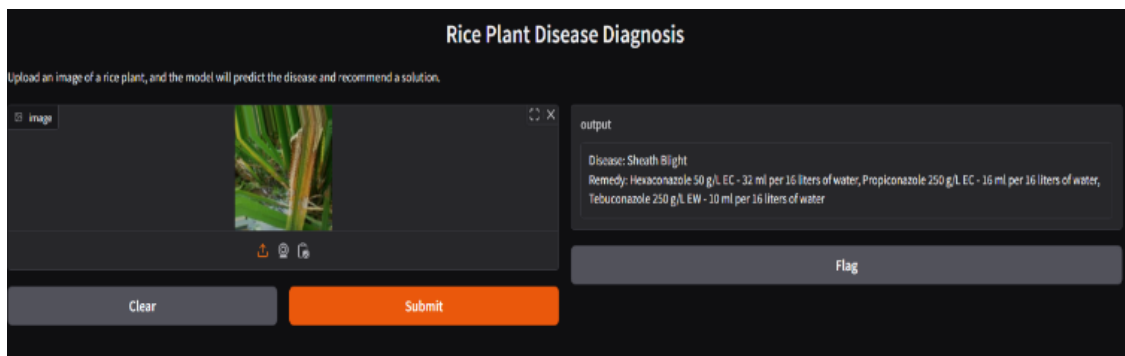 Rice Plant Disease Diagnosis
Upload an image of a rice plant, and the model will predict the disease and recommend a solution.
image
output
Disease: Sheath Blight
Remedy: Hexaconazole 50 g/L EC - 32 ml per 16 liters of water, Propiconazole 250 g/L EC - 16 ml per 16 liters of water,
Tebuconazole 250 g/L EW - 10 ml per 16 liters of water
Flag
Clear
Submit